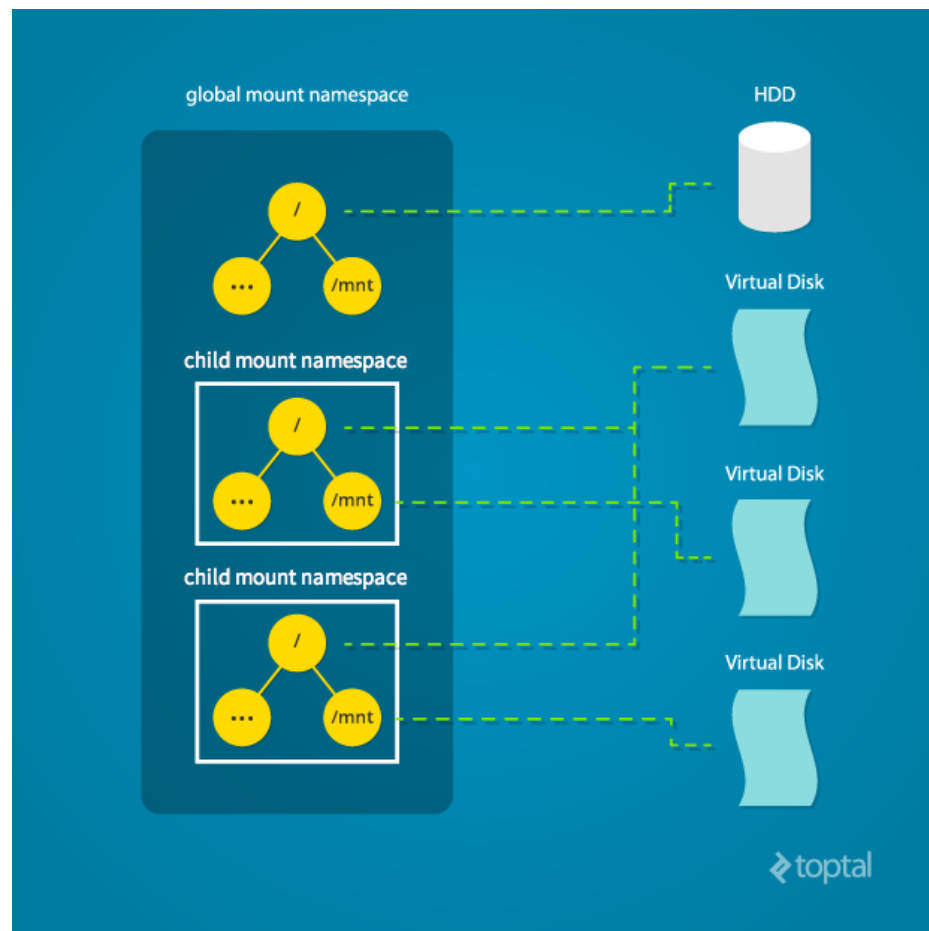 global mount namespace
HDD
/
...
/mnt
Virtual Disk
child mount namespace
/
...
/mnt
Virtual Disk
child mount namespace
/
...
/mnt
Virtual Disk
toptal